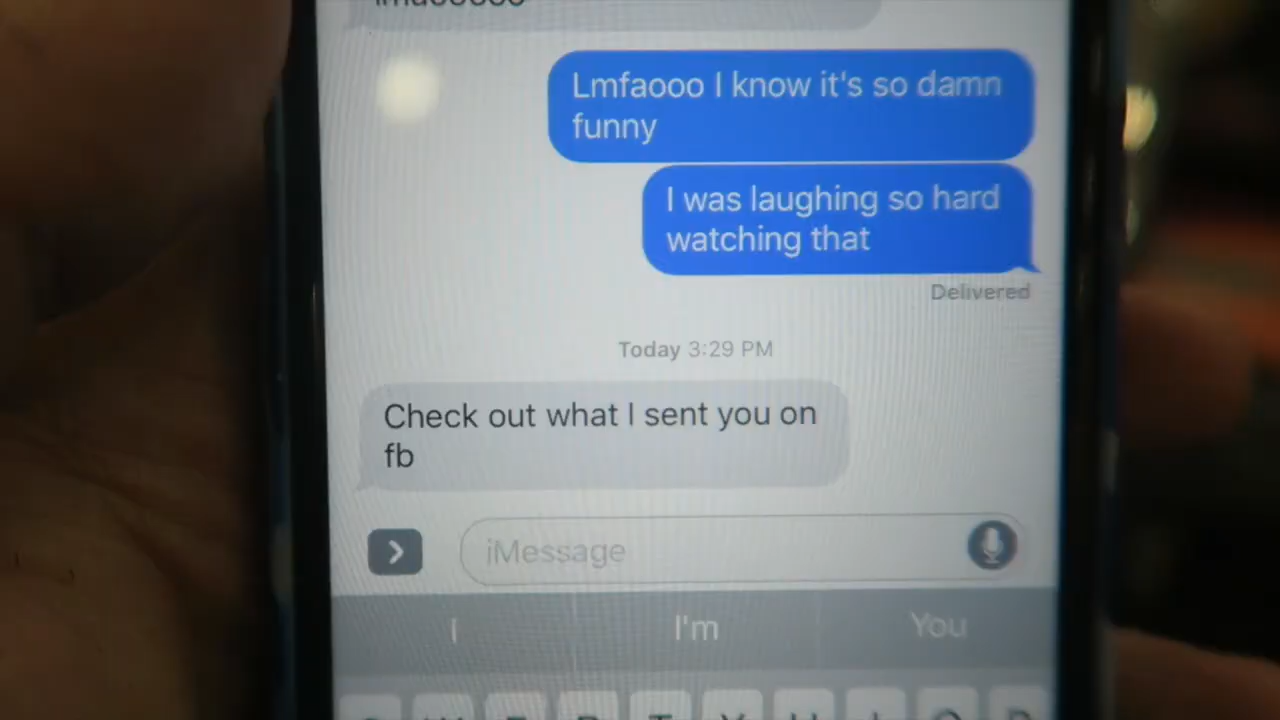 Lmfaooo I know it's so damn
funny
I was laughing so hard
watching that
Delivered
Today 3:29 PM
Check out what I sent you on
fb
iMessage
I I'm You